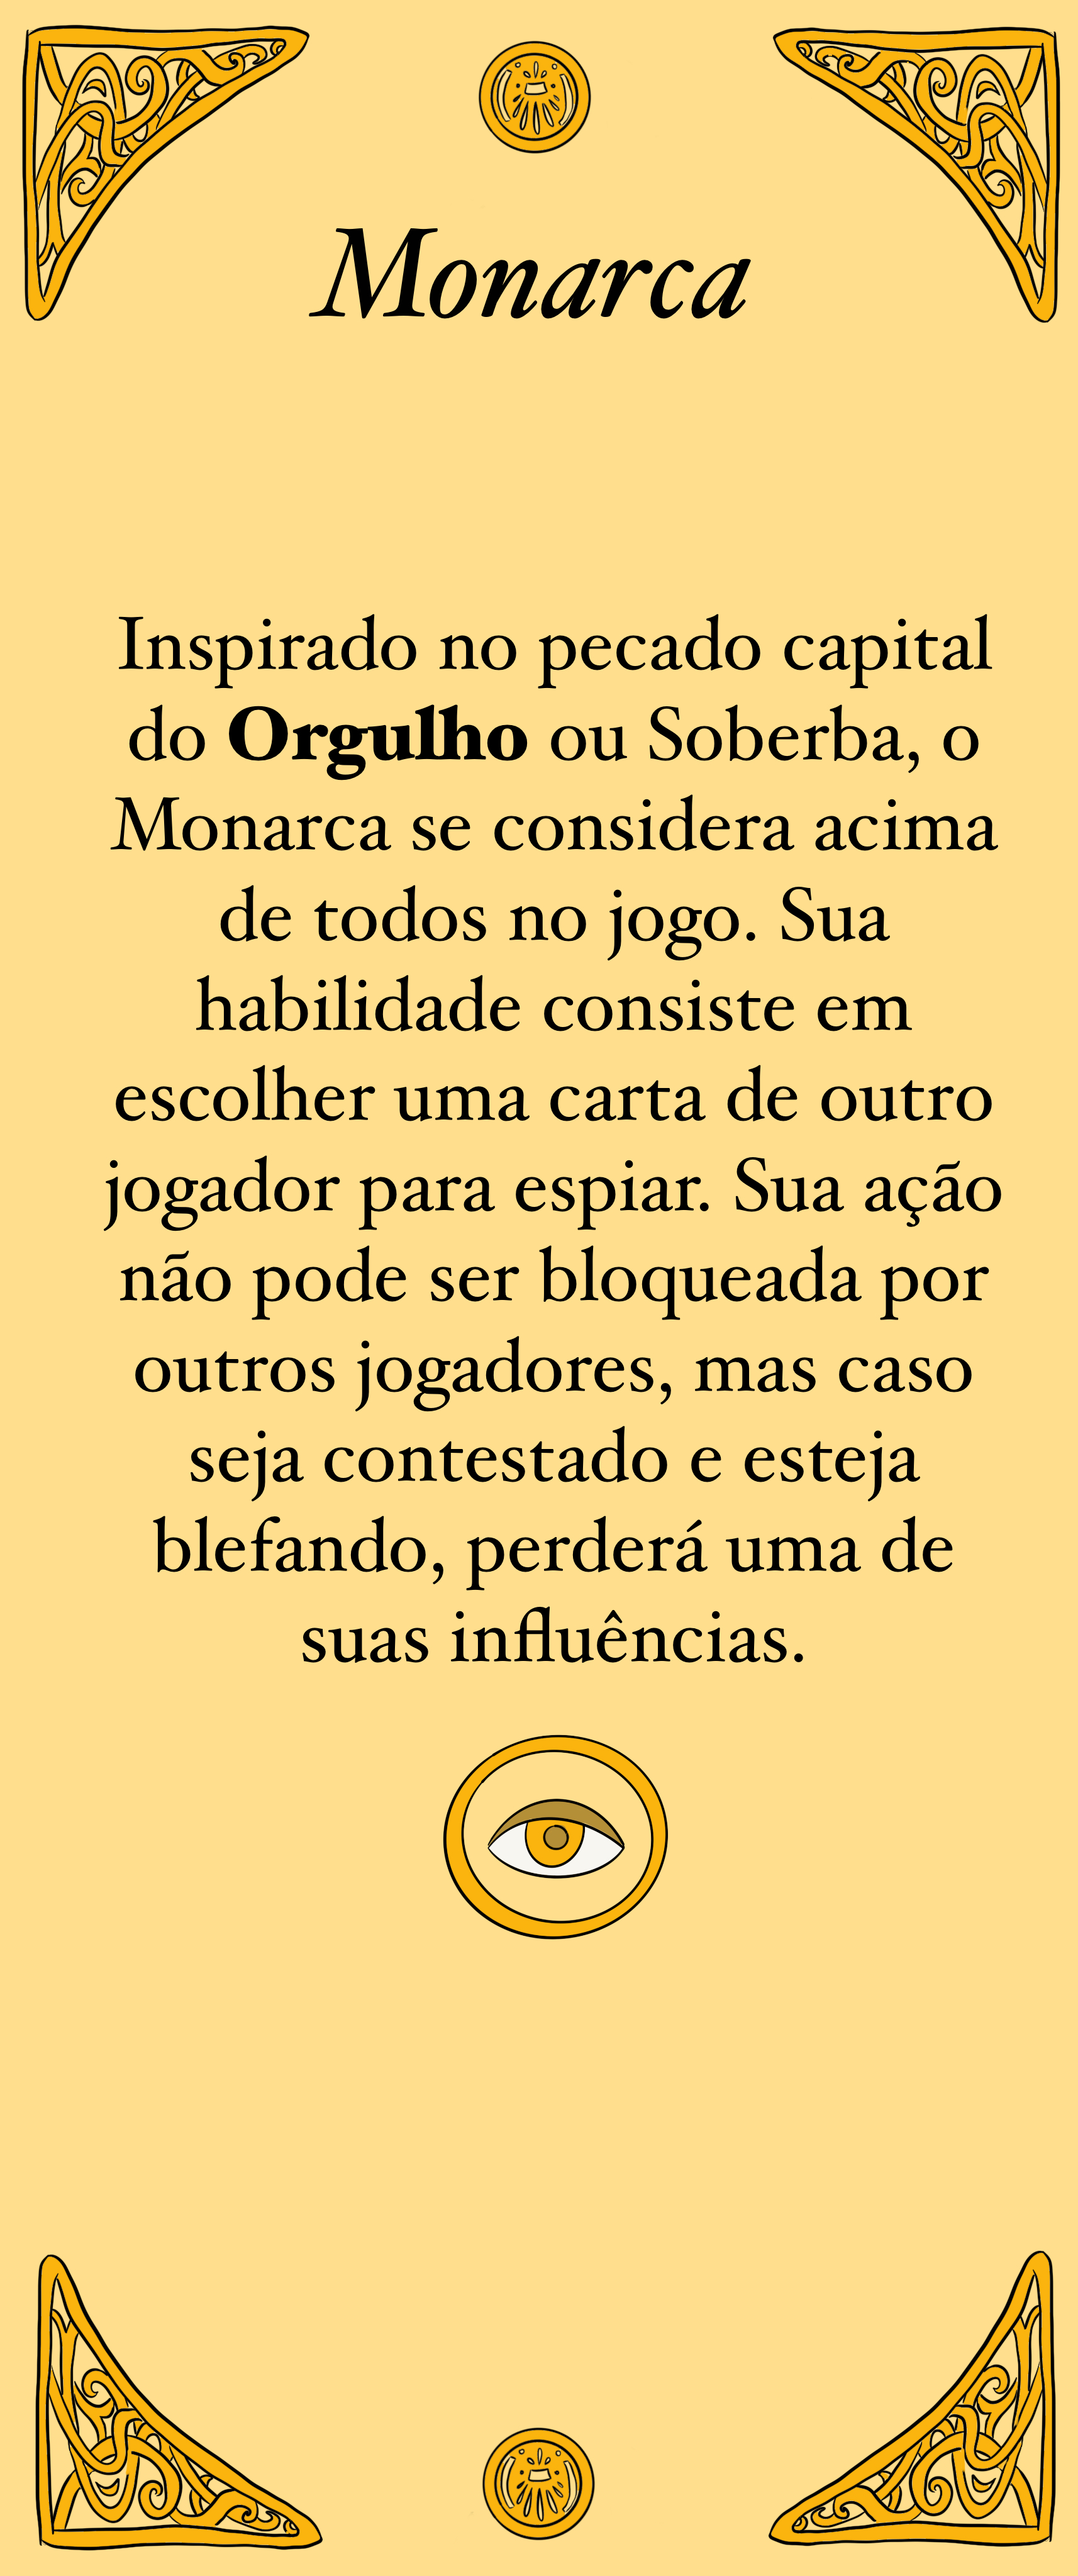 Monarca
Inspirado no pecado capital
do Orgulho ou Soberba, o
Monarca se considera acima
de todos no jogo. Sua
habilidade consiste em
escolher uma carta de outro
jogador para espiar. Sua ação
não pode ser bloqueada por
outros jogadores, mas caso
seja contestado e esteja
blefando, perderá uma de
suas influências.